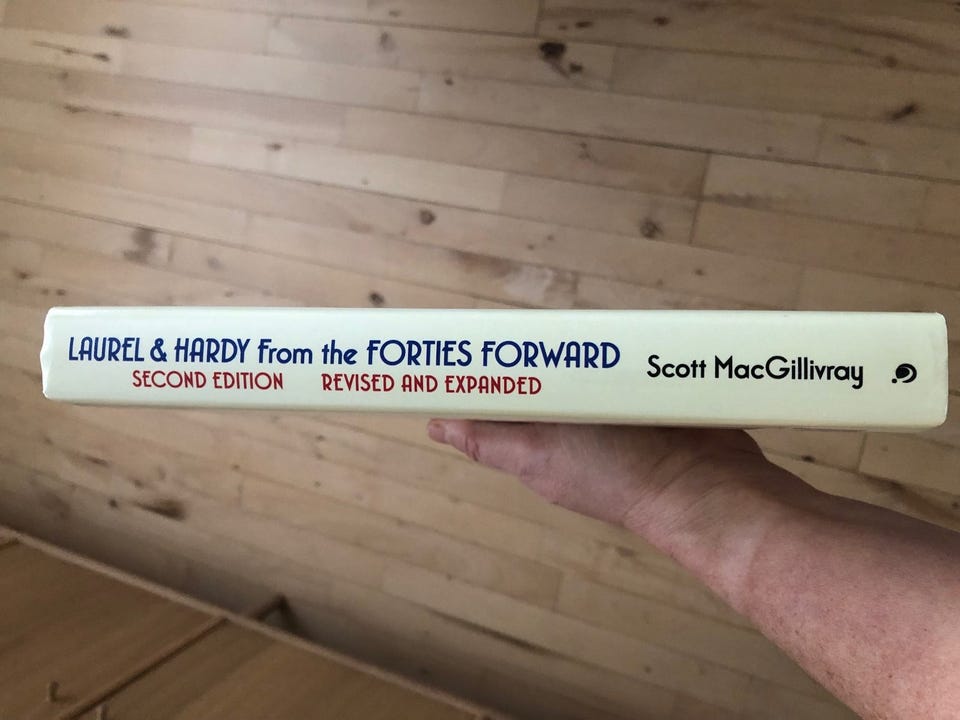 LAUREL & HARDY From the FORTIES FORWARD
SECOND EDITION REVISED AND EXPANDED
Scott MacGillivray